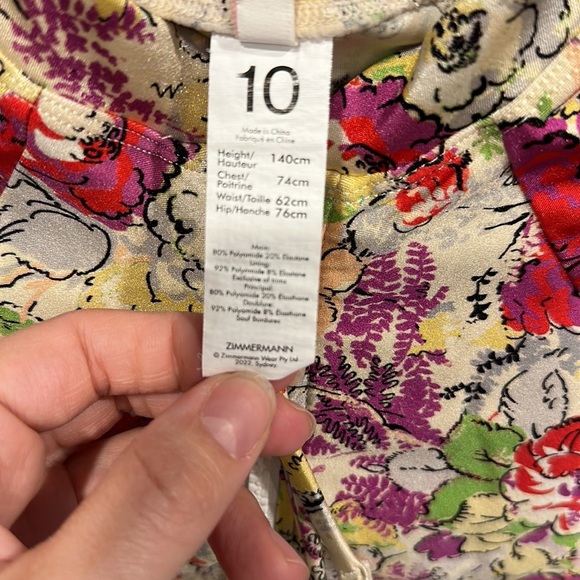 10
Made in China
Fabriqué en Chine
Height/ 140cm
Hauteur
Chest/ 74cm
Poitrine
Waist/Taille 62cm
Hip/Hanche 76cm
Main:
80% Polyamide 20% Elastane
Lining:
92% Polyamide 8% Elastane
Exclusive of trims
Principal:
80% Polyamide 20% Elastane
Doublure:
92% Polyamide 8% Elastane
Sauf Bordures
ZIMMERMANN
© Zimmermann Wear Pty Ltd
2022. Sydney